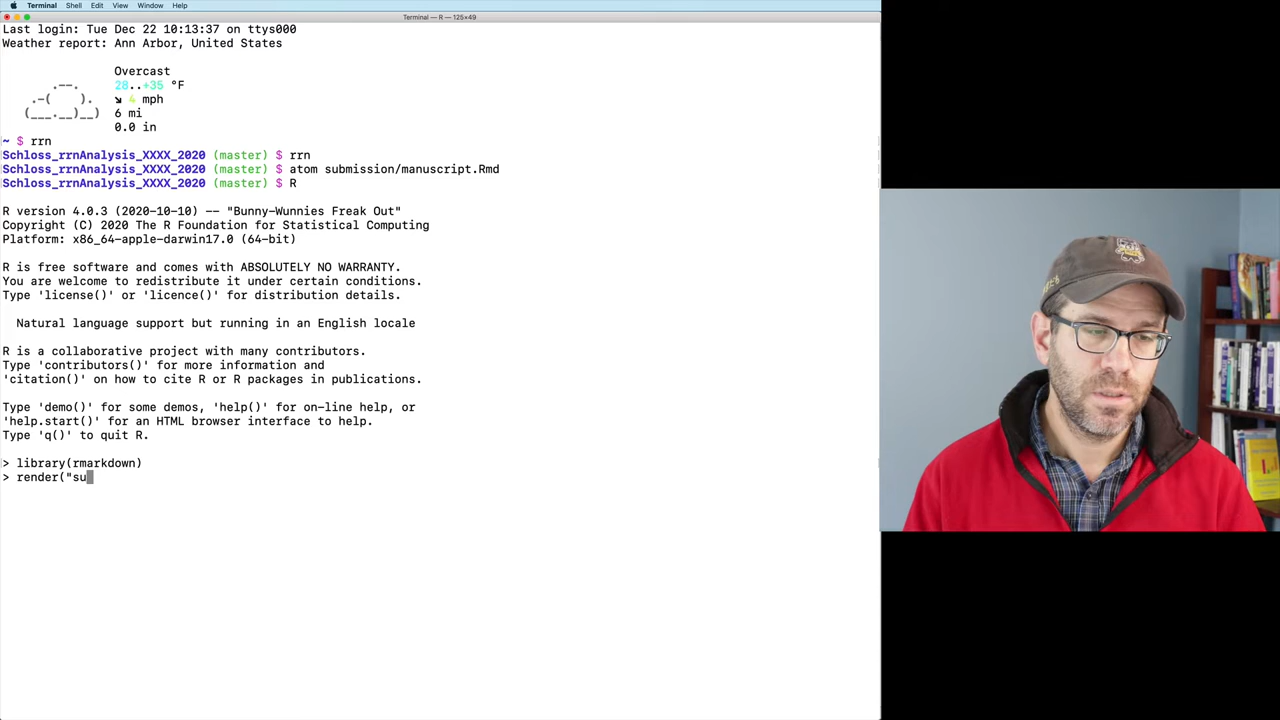 Terminal Shell Edit View Window Help
Terminal — R — 125×49
Last login: Tue Dec 22 10:13:37 on ttys000
Weather report: Ann Arbor, United States
Overcast
.--. 28..+35 °F
.-( ). ↘ 4 mph
(___.__)__) 6 mi
0.0 in
~ $ rrn
Schloss_rrnAnalysis_XXXX_2020 (master) $ rrn
Schloss_rrnAnalysis_XXXX_2020 (master) $ atom submission/manuscript.Rmd
Schloss_rrnAnalysis_XXXX_2020 (master) $ R
R version 4.0.3 (2020-10-10) -- "Bunny-Wunnies Freak Out"
Copyright (C) 2020 The R Foundation for Statistical Computing
Platform: x86_64-apple-darwin17.0 (64-bit)
R is free software and comes with ABSOLUTELY NO WARRANTY.
You are welcome to redistribute it under certain conditions.
Type 'license()' or 'licence()' for distribution details.
Natural language support but running in an English locale
R is a collaborative project with many contributors.
Type 'contributors()' for more information and
'citation()' on how to cite R or R packages in publications.
Type 'demo()' for some demos, 'help()' for on-line help, or
'help.start()' for an HTML browser interface to help.
Type 'q()' to quit R.
> library(rmarkdown)
> render("su